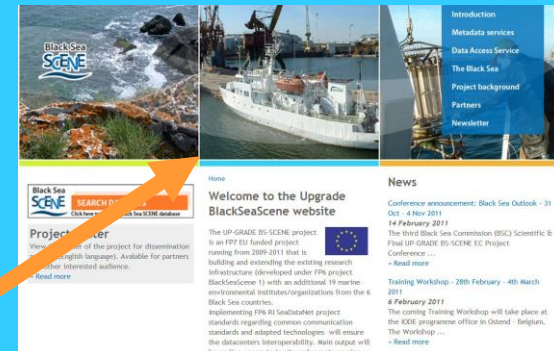 Black Sea
SCENE
Introduction
Metadata services
Data Access Service
The Black Sea
Project background
Partners
Newsletter
Black Sea
SCENE
SEARCH
Click here
Black Sea SCENE database
Project
View of the project for dissemination
(English language). Available for partners
other interested audience.
» Read more
Home
Welcome to the Upgrade
BlackSeaScene website
The UP-GRADE BS-SCENE project
is an FP7 EU funded project
running from 2009-2011 that is
building and extending the existing research
infrastructure (developed under FP6 project
BlackSeaScene 1) with an additional 19 marine
environmental institutes/organizations from the 6
Black Sea countries.
Implementing FP6 RI SeaDataNet project
standards regarding common communication
standards and adapted technologies will ensure
the datacenters interoperability. Main output will
News
Conference announcement: Black Sea Outlook - 31
Oct - 4 Nov 2011
14 February 2011
The third Black Sea Commission (BSC) Scientific &
Final UP-GRADE BS-SCENE EC Project
Conference ...
» Read more
Training Workshop - 28th February - 4th March
2011
6 February 2011
The coming Training Workshop will take place at
the IODE programme office in Ostend - Belgium.
The Workshop ...
» Read more